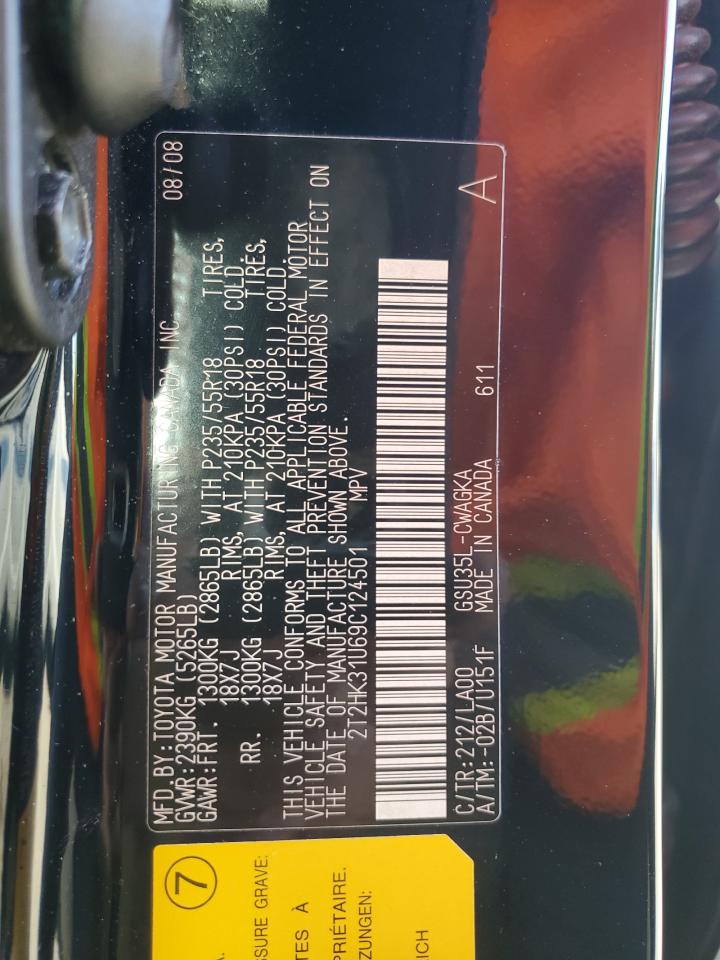 MFD.BY:TOYOTA MOTOR MANUFACTURING CANADA INC. 08/08
GVWR:2390KG (5265LB)
GAWR:FRT. 1300KG (2865LB) WITH P235/55R18 TIRES,
18X7J RIMS, AT 210KPA (30PSI) COLD
RR. 1300KG (2865LB) WITH P235/55R18 TIRES,
18X7J RIMS, AT 210KPA (30PSI) COLD
THIS VEHICLE CONFORMS TO ALL APPLICABLE FEDERAL MOTOR
VEHICLE SAFETY AND THEFT PREVENTION STANDARDS IN EFFECT ON
THE DATE OF MANUFACTURE SHOWN ABOVE.
2T2HK31U69C124501 MPV
C/TR:212/LA00 GSU35L-CWAGKA A
A/TM:-02B/U151F MADE IN CANADA 611
7
A.
SSURE GRAVE:
TES À
PRIÉTAIRE.
ZUNGEN:
LICH